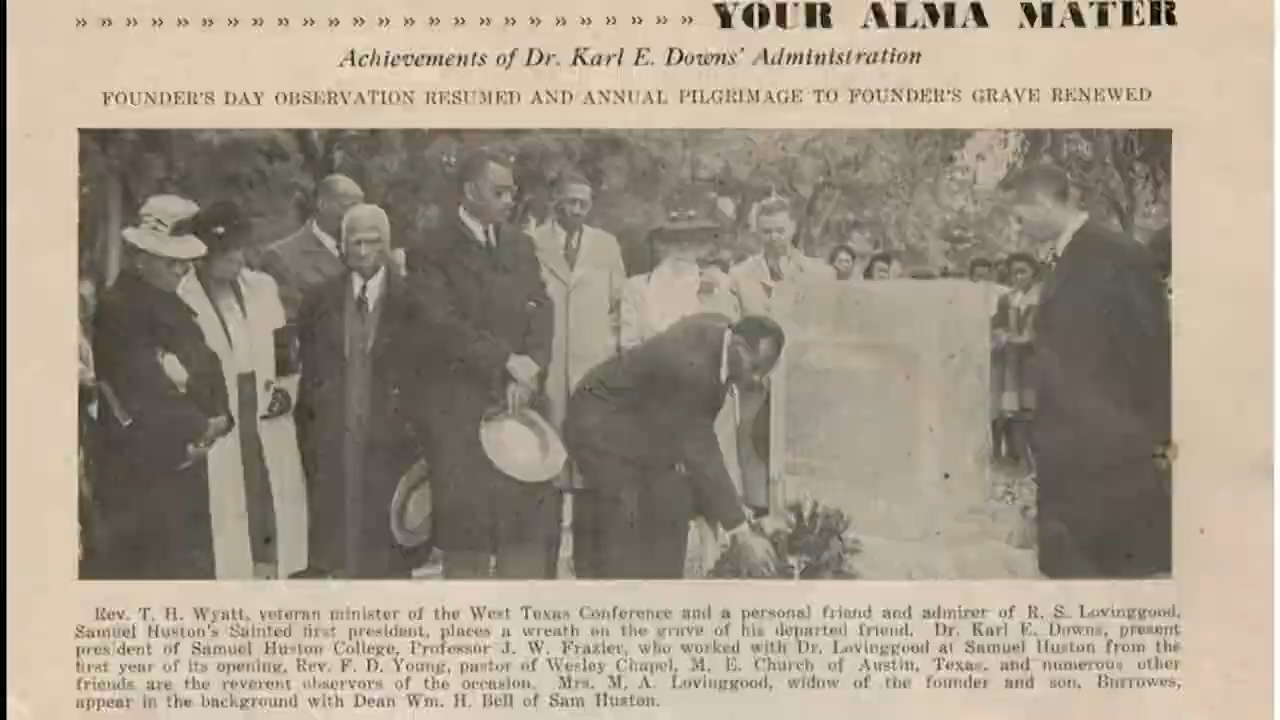 » » » » » » » » » » » » » » » » » » » » » » » » » » YOUR ALMA MATER
Achievements of Dr. Karl E. Downs' Administration
FOUNDER'S DAY OBSERVATION RESUMED AND ANNUAL PILGRIMAGE TO FOUNDER'S GRAVE RENEWED
Rev. T. H. Wyatt, veteran minister of the West Texas Conference and a personal friend and admirer of R. S. Lovinggood,
Samuel Huston's Sainted first president, places a wreath on the grave of his departed friend. Dr. Karl E. Downs, present
president of Samuel Huston College, Professor J. W. Frazier, who worked with Dr. Lovinggood at Samuel Huston from the
first year of its opening, Rev. F. D. Young, pastor of Wesley Chapel, M. E. Church of Austin, Texas, and numerous other
friends are the reverent observors of the occasion. Mrs. M. A. Lovinggood, widow of the founder and son, Burrowes,
appear in the background with Dean Wm. H. Bell of Sam Huston.